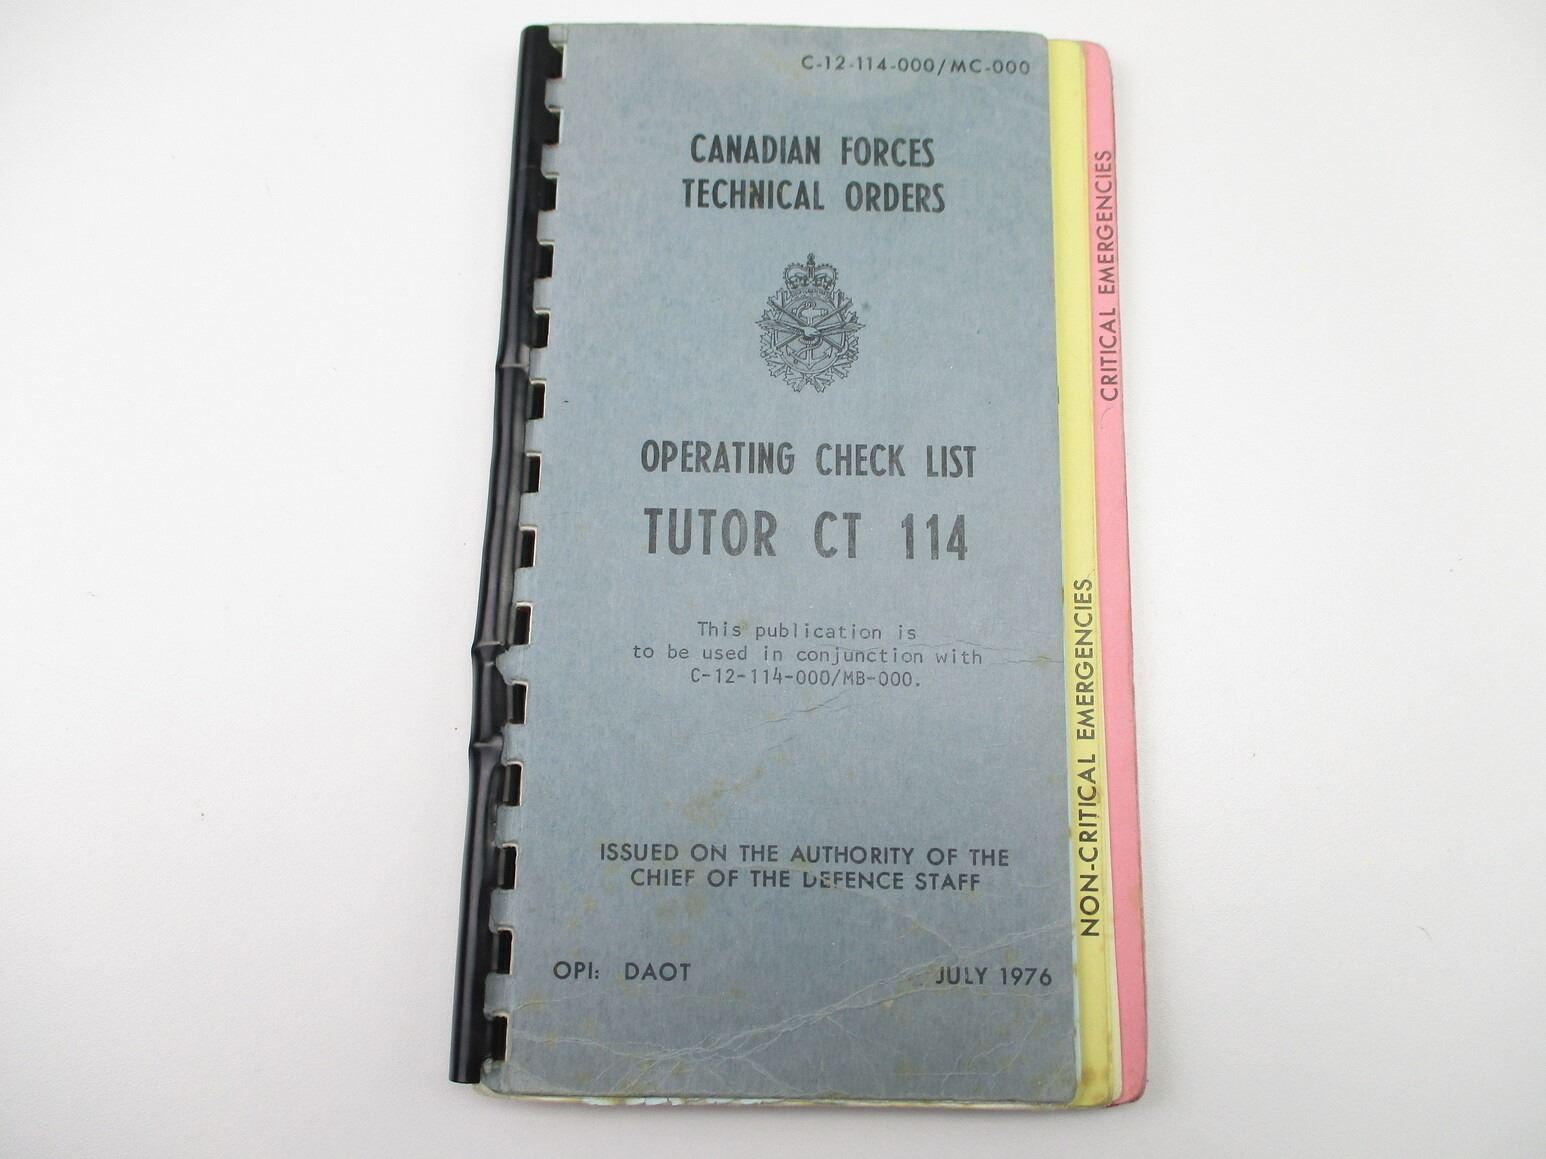 C-12-114-000/MC-000
CANADIAN FORCES
TECHNICAL ORDERS
OPERATING CHECK LIST
TUTOR CT 114
This publication is
to be used in conjunction with
C-12-114-000/MB-000.
ISSUED ON THE AUTHORITY OF THE
CHIEF OF THE DEFENCE STAFF
OPI: DAOT
JULY 1976
NON-CRITICAL EMERGENCIES
CRITICAL EMERGENCIES